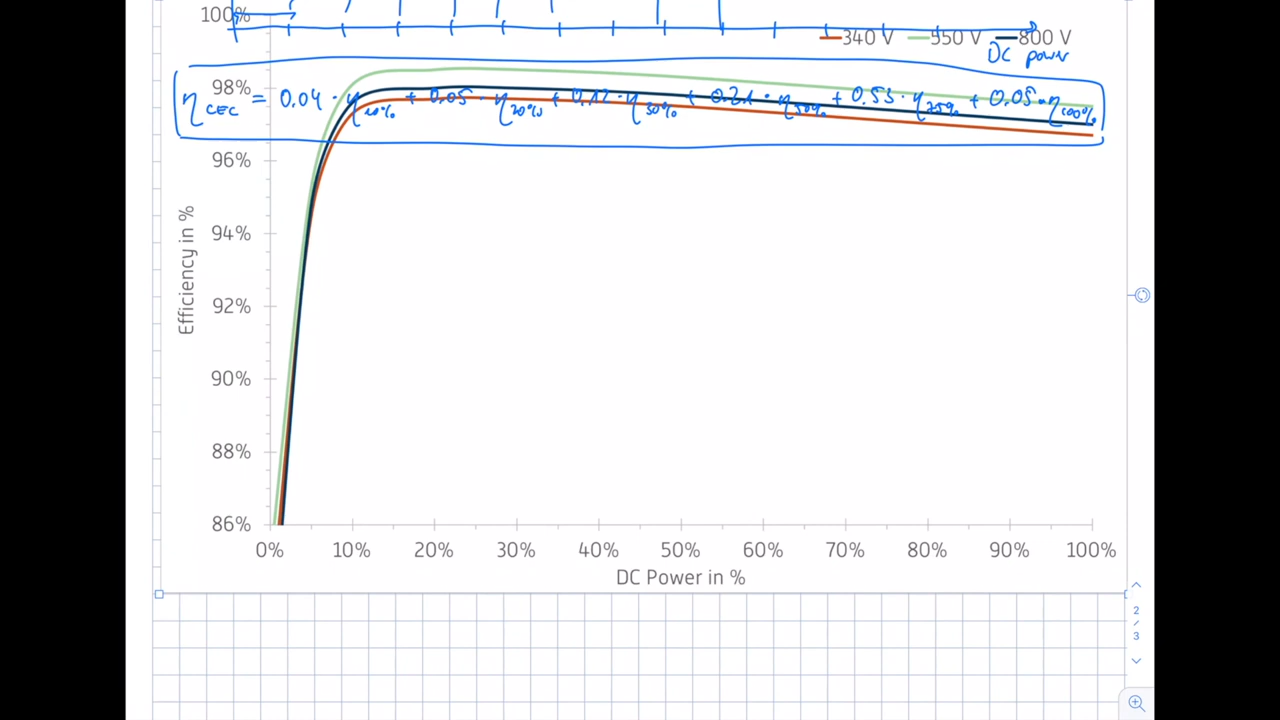 100%
340 V 550 V 800 V
DC power
98%
η CEC = 0.04 · η 10% + 0.05 · η 20% + 0.12 · η 30% + 0.21 · η 50% + 0.53 · η 75% + 0.05 · η 100%
96%
94%
92%
90%
88%
86%
Efficiency in %
0% 10% 20% 30% 40% 50% 60% 70% 80% 90% 100%
DC Power in %
2
/
3